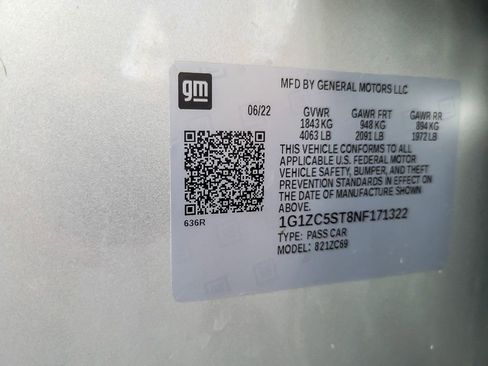 gm
MFD BY GENERAL MOTORS LLC
06/22 GVWR GAWR FRT GAWR RR
1843 KG 948 KG 894 KG
4063 LB 2091 LB 1972 LB
THIS VEHICLE CONFORMS TO ALL
APPLICABLE U.S. FEDERAL MOTOR
VEHICLE SAFETY, BUMPER, AND THEFT
PREVENTION STANDARDS IN EFFECT ON
THE DATE OF MANUFACTURE SHOWN
ABOVE.
636R
1G1ZC5ST8NF171322
TYPE: PASS CAR
MODEL: 821ZC69